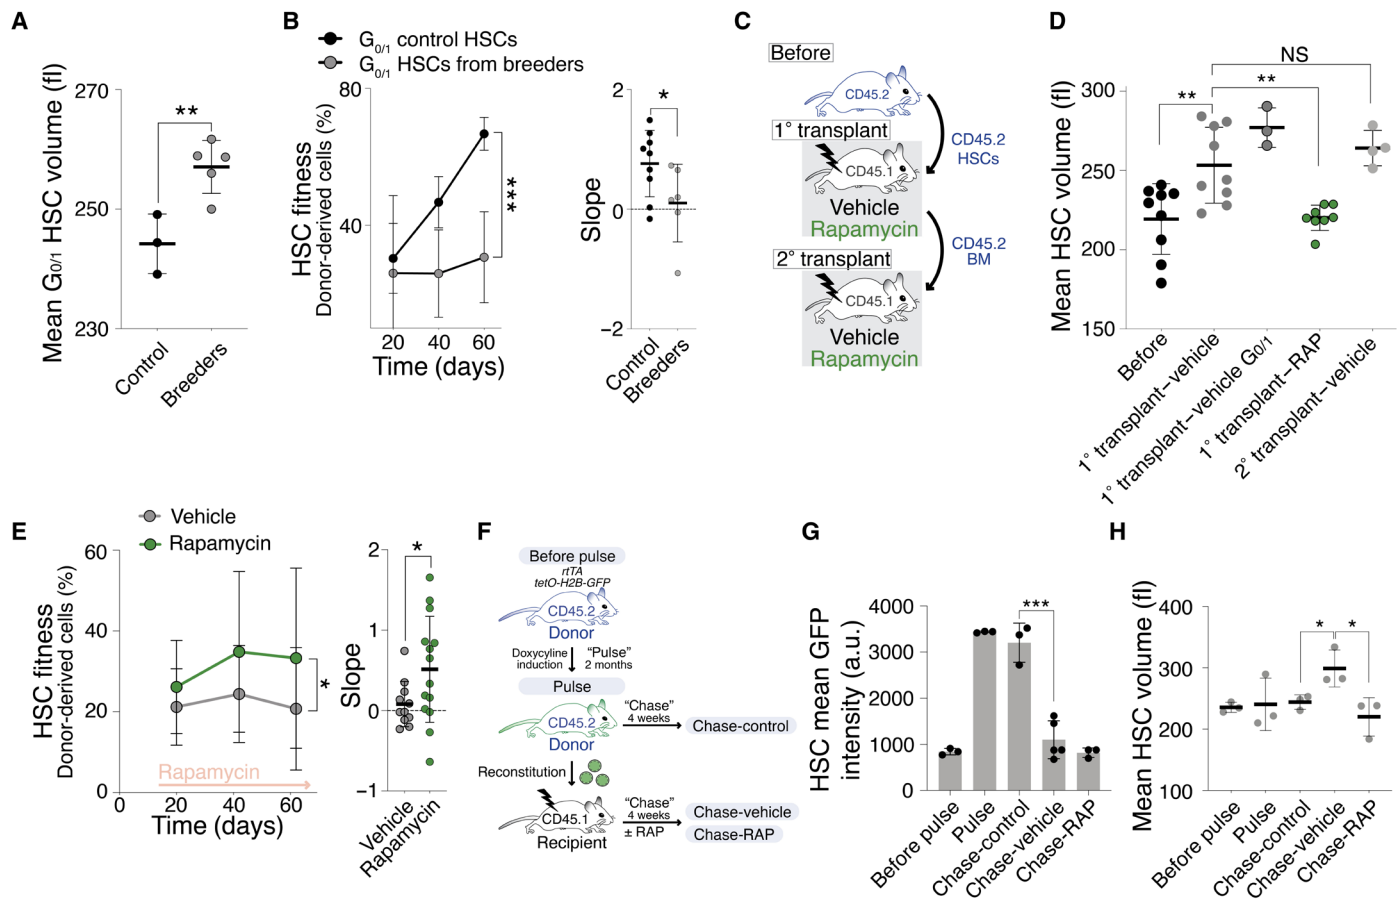 A
Mean G0/1 HSC volume (fl)
270
250
230
**
Control
Breeders
B
G0/1 control HSCs
G0/1 HSCs from breeders
HSC fitness
Donor-derived cells (%)
80
40
***
20
40
60
Time (days)
Slope
2
0
−2
*
Control
Breeders
C
Before
CD45.2
1° transplant
CD45.2
HSCs
CD45.1
Vehicle
Rapamycin
CD45.2
BM
2° transplant
CD45.1
Vehicle
Rapamycin
D
Mean HSC volume (fl)
300
250
200
150
NS
**
**
Before
1° transplant–vehicle
1° transplant–vehicle G0/1
1° transplant–RAP
2° transplant–vehicle
E
Vehicle
Rapamycin
HSC fitness
Donor-derived cells (%)
60
40
20
0
*
Rapamycin
0
20
40
60
Time (days)
Slope
2
1
0
−1
*
Vehicle
Rapamycin
F
Before pulse
rtTA
tetO-H2B-GFP
CD45.2
Donor
Doxycyline
induction
“Pulse”
2 months
Pulse
CD45.2
Donor
“Chase”
4 weeks
Chase-control
Reconstitution
CD45.1
Recipient
“Chase”
4 weeks
± RAP
Chase-vehicle
Chase-RAP
G
HSC mean GFP
intensity (a.u.)
4000
3000
2000
1000
0
***
Before pulse
Pulse
Chase-control
Chase-vehicle
Chase-RAP
H
Mean HSC volume (fl)
400
300
200
100
*
*
Before pulse
Pulse
Chase-control
Chase-vehicle
Chase-RAP